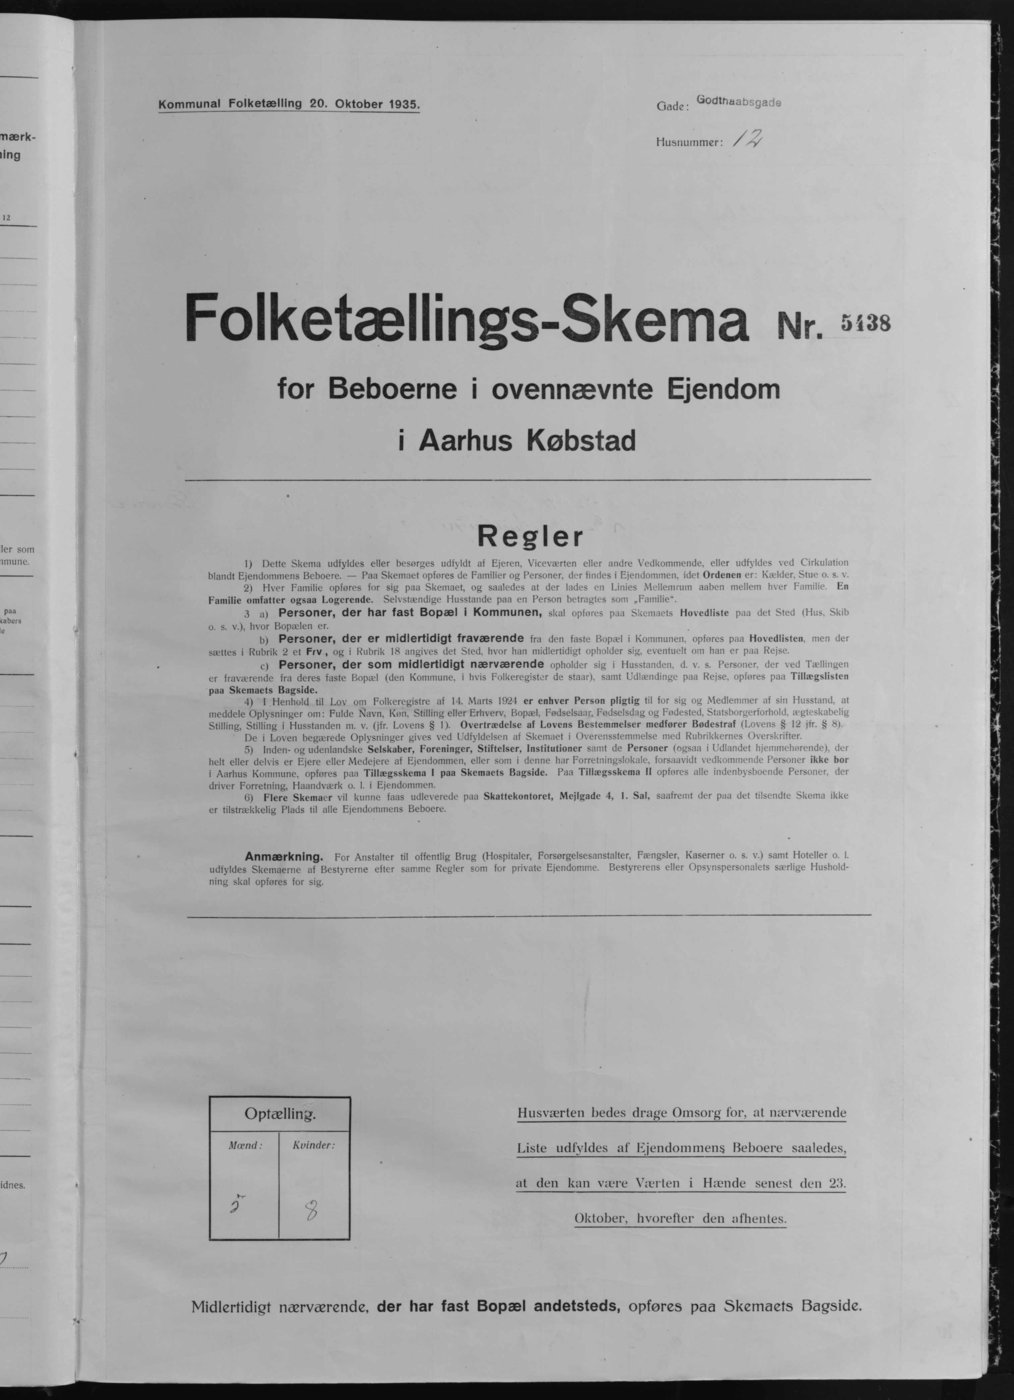 Kommunal Folketælling 20. Oktober 1935.
Gade: Godthaabsgade
Husnummer: 12
mærk-
ning
12
Folketællings-Skema Nr. 5438
for Beboerne i ovennævnte Ejendom
i Aarhus Købstad
ller som
mmune.
paa
kabers
le
idnes.
Regler
1) Dette Skema udfyldes eller besørges udfyldt af Ejeren, Viceværten eller andre Vedkommende, eller udfyldes ved Cirkulation
blandt Ejendommens Beboere. — Paa Skemaet opføres de Familier og Personer, der findes i Ejendommen, idet Ordenen er: Kælder, Stue o. s. v.
2) Hver Familie opføres for sig paa Skemaet, og saaledes at der lades en Linies Mellemrum aaben mellem hver Familie. En
Familie omfatter ogsaa Logerende. Selvstændige Husstande paa en Person betragtes som „Familie“.
3 a) Personer, der har fast Bopæl i Kommunen, skal opføres paa Skemaets Hovedliste paa det Sted (Hus, Skib
o. s. v.), hvor Bopælen er.
b) Personer, der er midlertidigt fraværende fra den faste Bopæl i Kommunen, opføres paa Hovedlisten, men der
sættes i Rubrik 2 et Frv., og i Rubrik 18 angives det Sted, hvor han midlertidigt opholder sig, eventuelt om han er paa Rejse.
c) Personer, der som midlertidigt nærværende opholder sig i Husstanden, d. v. s. Personer, der ved Tællingen
er fraværende fra deres faste Bopæl (den Kommune, i hvis Folkeregister de staar), samt Udlændinge paa Rejse, opføres paa Tillægslisten
paa Skemaets Bagside.
4) I Henhold til Lov om Folkeregistre af 14. Marts 1924 er enhver Person pligtig til for sig og Medlemmer af sin Husstand, at
meddele Oplysninger om: Fulde Navn, Køn, Stilling eller Erhverv, Bopæl, Fødselsaar, Fødselsdag og Fødested, Statsborgerforhold, ægteskabelig
Stilling, Stilling i Husstanden m. v. (jfr. Lovens § 1). Overtrædelse af Lovens Bestemmelser medfører Bødestraf (Lovens § 12 jfr. § 8).
De i Loven begærede Oplysninger gives ved Udfyldelsen af Skemaet i Overensstemmelse med Rubrikkernes Overskrifter.
5) Inden- og udenlandske Selskaber, Foreninger, Stiftelser, Institutioner samt de Personer (ogsaa i Udlandet hjemmehørende), der
helt eller delvis er Ejere eller Medejere af Ejendommen, eller som i denne har Forretningslokale, forsaavidt vedkommende Personer ikke bor
i Aarhus Kommune, opføres paa Tillægsskema I paa Skemaets Bagside. Paa Tillægsskema II opføres alle indenbysboende Personer, der
driver Forretning, Haandværk o. l. i Ejendommen.
6) Flere Skemaer vil kunne faas udleverede paa Skattekontoret, Mejlgade 4, 1. Sal, saafremt der paa det tilsendte Skema ikke
er tilstrækkelig Plads til alle Ejendommens Beboere.
Anmærkning. For Anstalter til offentlig Brug (Hospitaler, Forsørgelsesanstalter, Fængsler, Kaserner o. s. v.) samt Hoteller o. l.
udfyldes Skemaerne af Bestyrerne efter samme Regler som for private Ejendomme. Bestyrerens eller Opsynspersonalets særlige Hushold-
ning skal opføres for sig.
Optælling.
Mænd: Kvinder:
5 8
Husværten bedes drage Omsorg for, at nærværende
Liste udfyldes af Ejendommens Beboere saaledes,
at den kan være Værten i Hænde senest den 23.
Oktober, hvorefter den afhentes.
Midlertidigt nærværende, der har fast Bopæl andetsteds, opføres paa Skemaets Bagside.